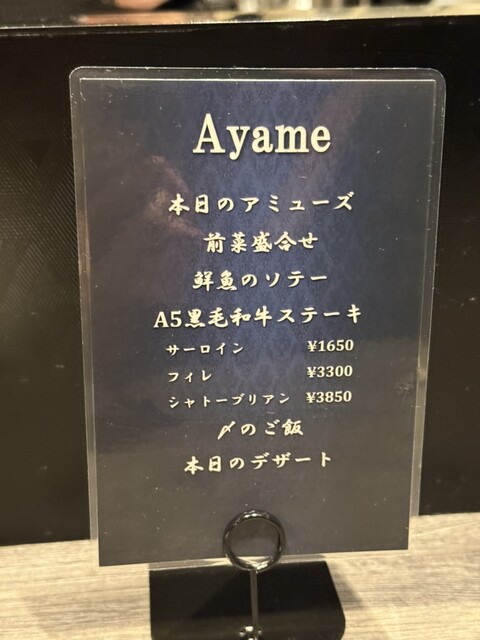 Ayame
本日のアミューズ
前菜盛合せ
鮮魚のソテー
A5黒毛和牛ステーキ
サーロイン ¥1650
フィレ ¥3300
シャトーブリアン ¥3850
〆のご飯
本日のデザート